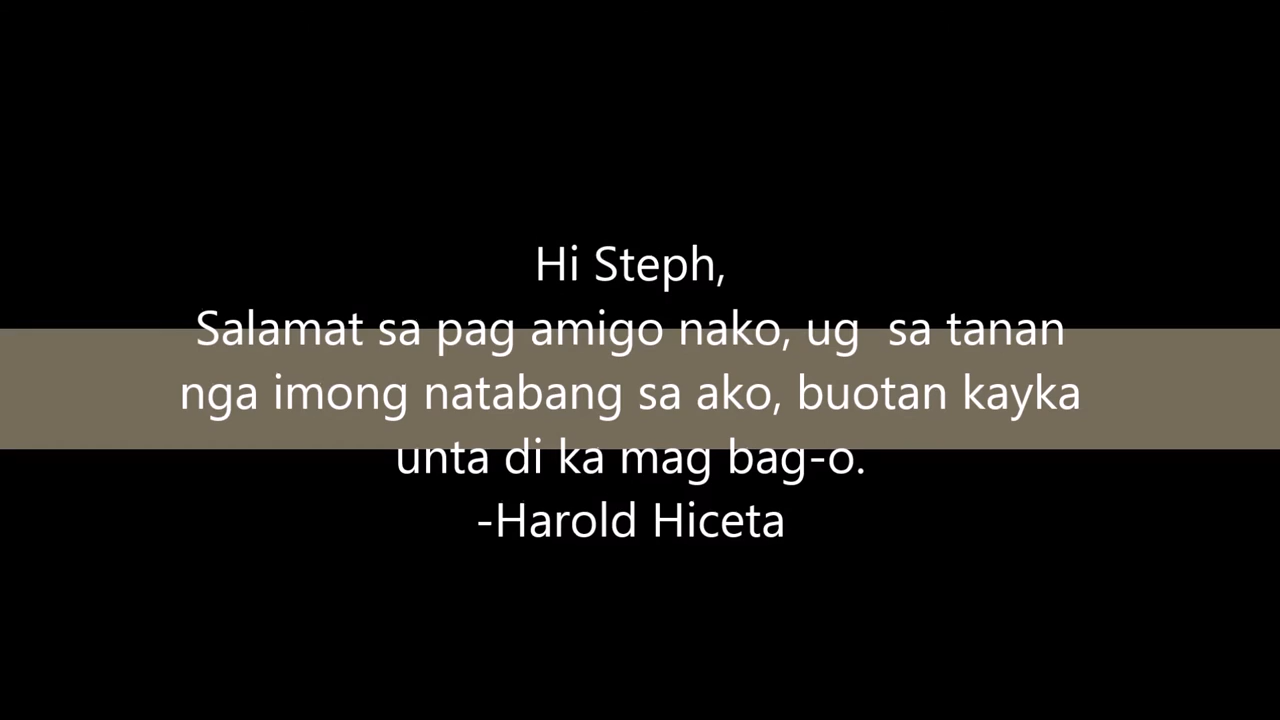 Hi Steph,
Salamat sa pag amigo nako, ug  sa tanan
nga imong natabang sa ako, buotan kayka
unta di ka mag bag-o.
-Harold Hiceta